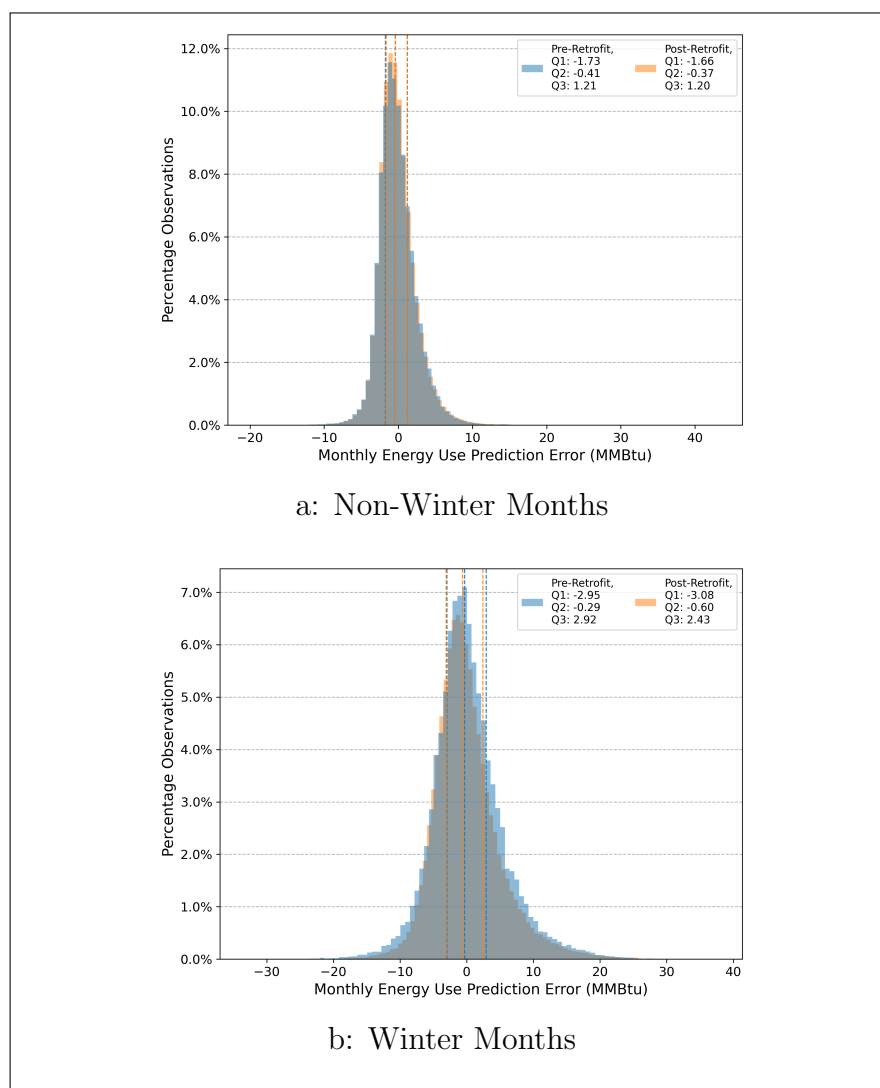 12.0%
10.0%
8.0%
6.0%
4.0%
2.0%
0.0%
Percentage Observations
Pre-Retrofit,
Q1: -1.73
Q2: -0.41
Q3: 1.21
Post-Retrofit,
Q1: -1.66
Q2: -0.37
Q3: 1.20
−20 −10 0 10 20 30 40
Monthly Energy Use Prediction Error (MMBtu)
a: Non-Winter Months
7.0%
6.0%
5.0%
4.0%
3.0%
2.0%
1.0%
0.0%
Percentage Observations
Pre-Retrofit,
Q1: -2.95
Q2: -0.29
Q3: 2.92
Post-Retrofit,
Q1: -3.08
Q2: -0.60
Q3: 2.43
−30 −20 −10 0 10 20 30 40
Monthly Energy Use Prediction Error (MMBtu)
b: Winter Months